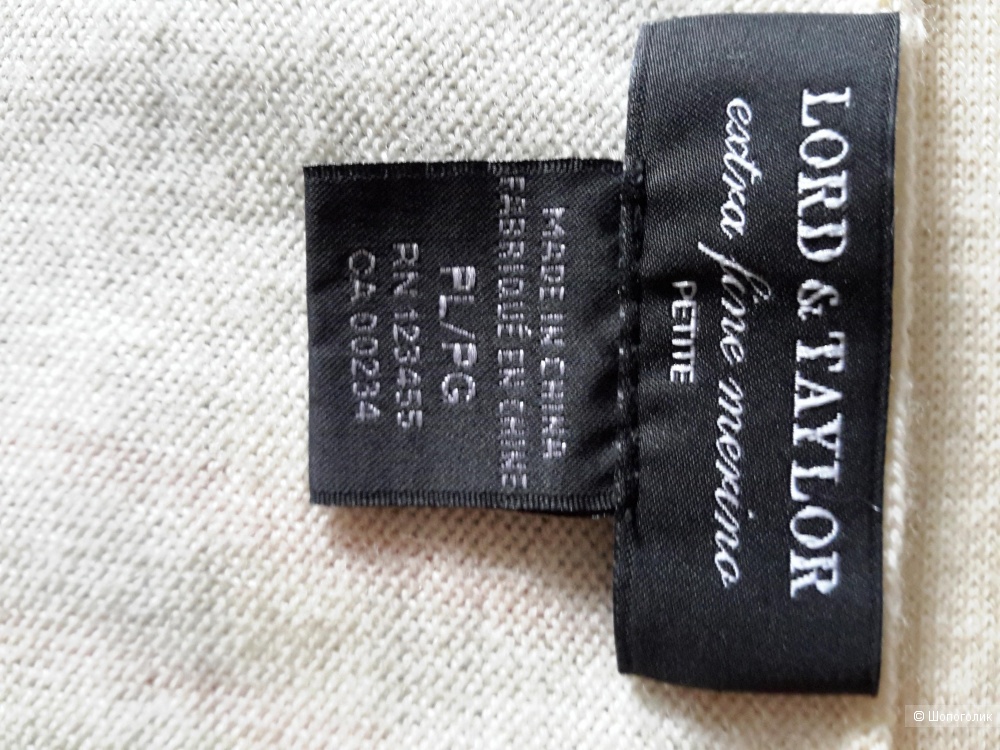 LORD & TAYLOR
extra fine merino
PETITE
MADE IN CHINA
FABRIQUÉ EN CHINE
PL/PG
RN 123455
CA 00234
© Шопоголик